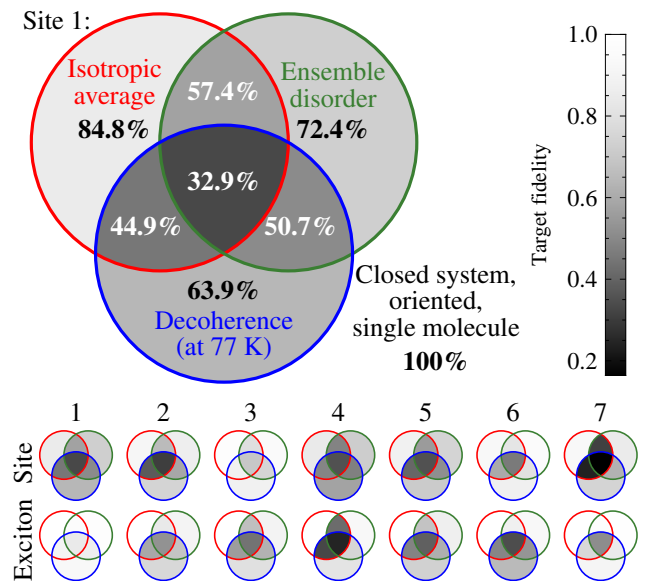 Site 1:
Isotropic
average
84.8%
57.4%
Ensemble
disorder
72.4%
32.9%
44.9%
50.7%
63.9%
Decoherence
(at 77 K)
Closed system,
oriented,
single molecule
100%
1.0
0.8
0.6
0.4
0.2
Target fidelity
1 2 3 4 5 6 7
Site
Exciton